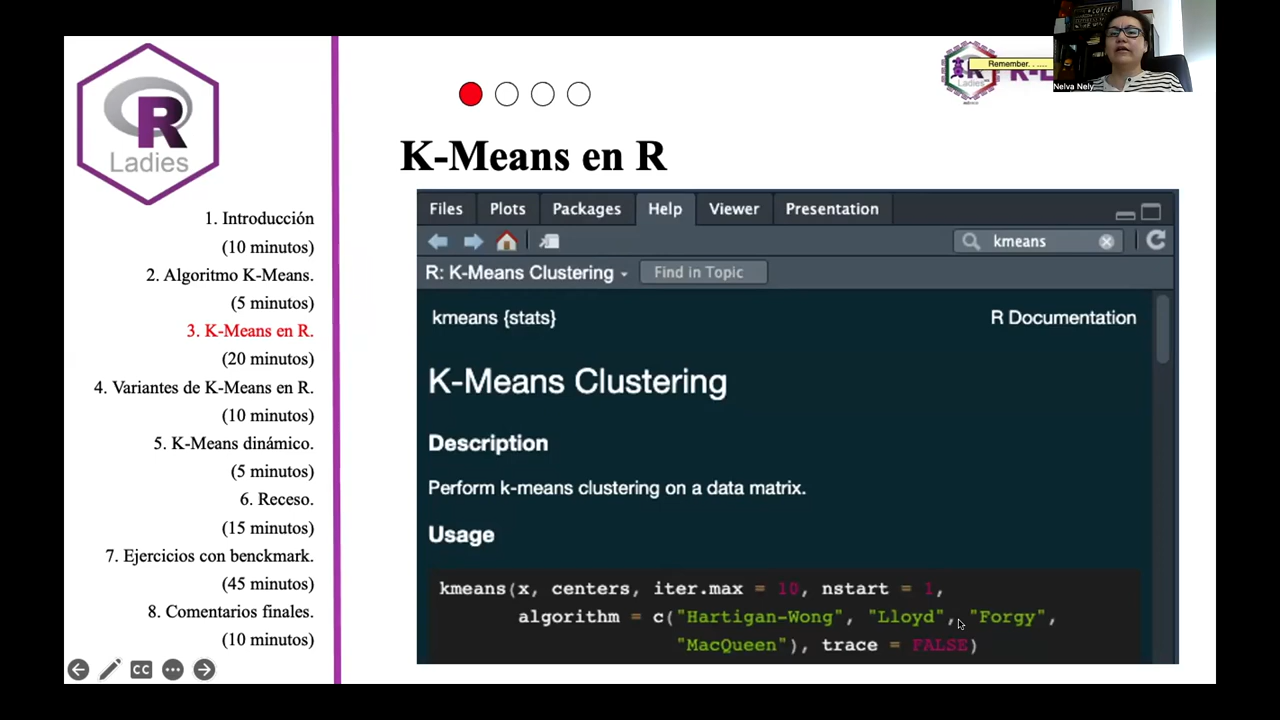 R
Ladies
1. Introducción
(10 minutos)
2. Algoritmo K-Means.
(5 minutos)
3. K-Means en R.
(20 minutos)
4. Variantes de K-Means en R.
(10 minutos)
5. K-Means dinámico.
(5 minutos)
6. Receso.
(15 minutos)
7. Ejercicios con benckmark.
(45 minutos)
8. Comentarios finales.
(10 minutos)
CC
Remember. . ....
Nelva Nely
K-Means en R
Files Plots Packages Help Viewer Presentation
kmeans
R: K-Means Clustering Find in Topic
kmeans {stats} R Documentation
K-Means Clustering
Description
Perform k-means clustering on a data matrix.
Usage
kmeans(x, centers, iter.max = 10, nstart = 1,
algorithm = c("Hartigan-Wong", "Lloyd", "Forgy",
"MacQueen"), trace = FALSE)